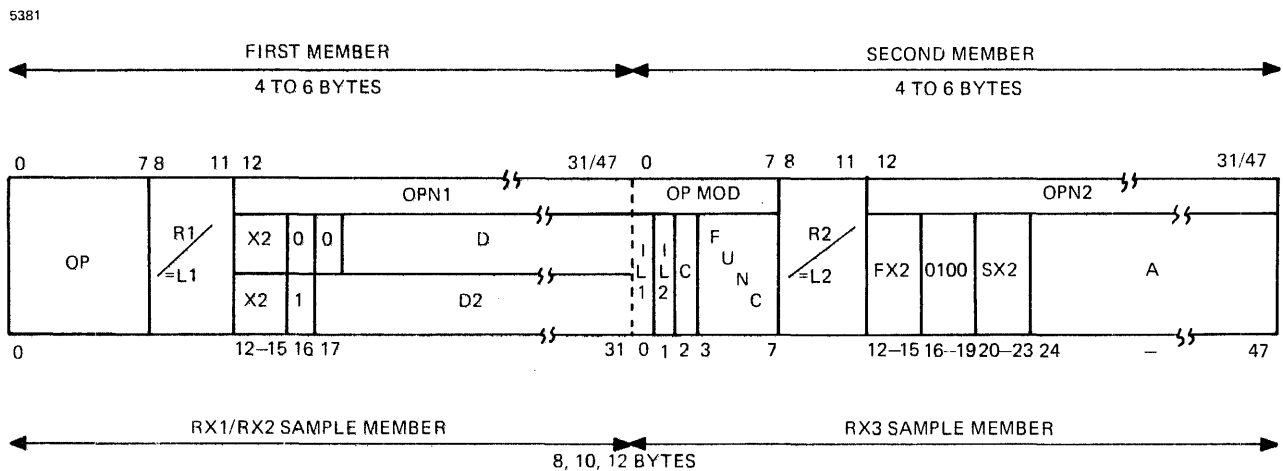 5381
FIRST MEMBER SECOND MEMBER
4 TO 6 BYTES 4 TO 6 BYTES
0 7 8 11 12 31/47 0 7 8 11 12 31/47
OPN1 OP MOD OPN2
OP R1/=L1 X2 0 0 D IL1 IL2 C FUNC R2/=L2 FX2 0100 SX2 A
X2 1 D2
0 12–15 16 17 31 0 1 2 3 7 12–15 16--19 20–23 24 – 47
RX1/RX2 SAMPLE MEMBER RX3 SAMPLE MEMBER
8, 10, 12 BYTES